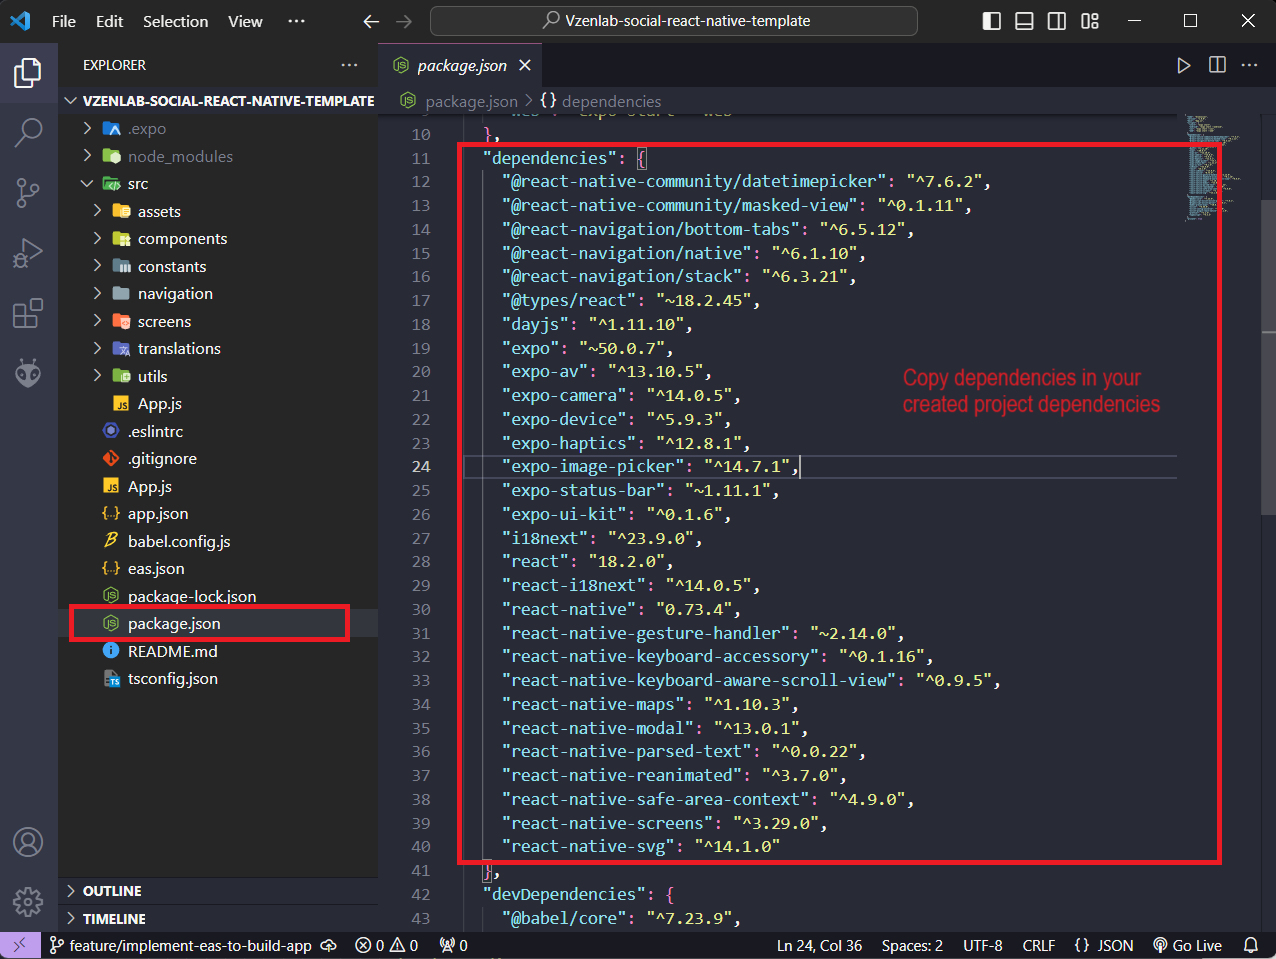 File Edit Selection View ··· Vzenlab-social-react-native-template
EXPLORER ···
package.json
VZENLAB-SOCIAL-REACT-NATIVE-TEMPLATE
package.json > {} dependencies
.expo
node_modules
src
assets
components
constants
navigation
screens
translations
utils
JS App.js
.eslintrc
.gitignore
JS App.js
{..} app.json
babel.config.js
{..} eas.json
package-lock.json
package.json
README.md
TS tsconfig.json
OUTLINE
TIMELINE
10 },
11 "dependencies": {
12 "@react-native-community/datetimepicker": "^7.6.2",
13 "@react-native-community/masked-view": "^0.1.11",
14 "@react-navigation/bottom-tabs": "^6.5.12",
15 "@react-navigation/native": "^6.1.10",
16 "@react-navigation/stack": "^6.3.21",
17 "@types/react": "~18.2.45",
18 "dayjs": "^1.11.10",
19 "expo": "~50.0.7",
20 "expo-av": "^13.10.5",
21 "expo-camera": "^14.0.5",
22 "expo-device": "^5.9.3",
23 "expo-haptics": "^12.8.1",
24 "expo-image-picker": "^14.7.1",
25 "expo-status-bar": "~1.11.1",
26 "expo-ui-kit": "^0.1.6",
27 "i18next": "^23.9.0",
28 "react": "18.2.0",
29 "react-i18next": "^14.0.5",
30 "react-native": "0.73.4",
31 "react-native-gesture-handler": "~2.14.0",
32 "react-native-keyboard-accessory": "^0.1.16",
33 "react-native-keyboard-aware-scroll-view": "^0.9.5",
34 "react-native-maps": "^1.10.3",
35 "react-native-modal": "^13.0.1",
36 "react-native-parsed-text": "^0.0.22",
37 "react-native-reanimated": "^3.7.0",
38 "react-native-safe-area-context": "^4.9.0",
39 "react-native-screens": "^3.29.0",
40 "react-native-svg": "^14.1.0"
41 },
42 "devDependencies": {
43 "@babel/core": "^7.23.9",
Copy dependencies in your
created project dependencies
feature/implement-eas-to-build-app 0 0 0 Ln 24, Col 36 Spaces: 2 UTF-8 CRLF {} JSON Go Live